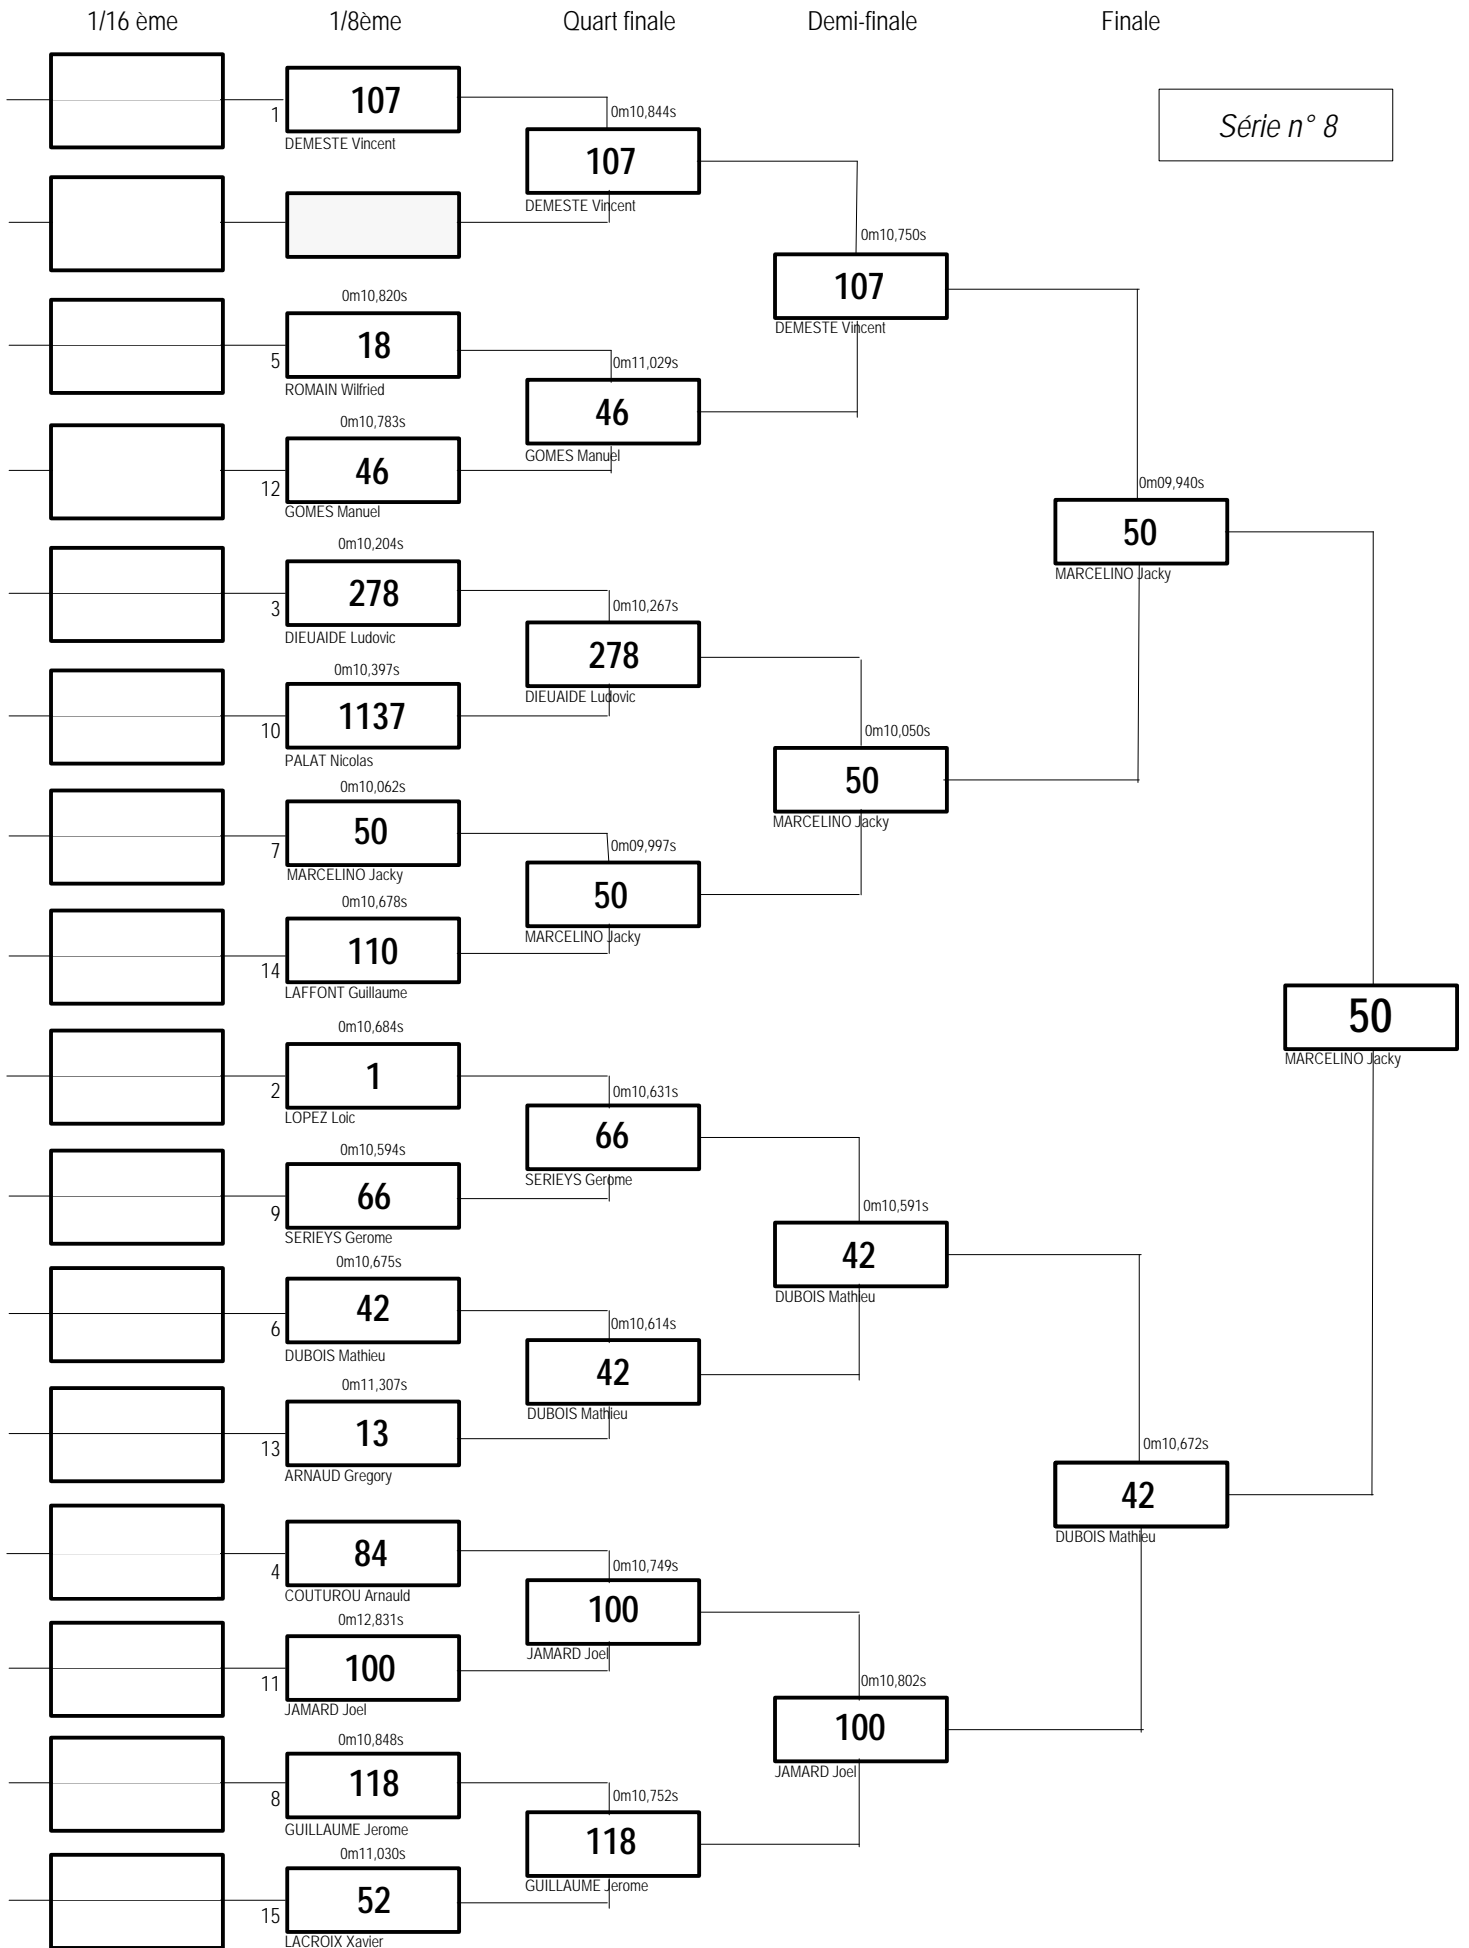 1/16 ème
1/8ème
Quart finale
Demi-finale
Finale
Série n° 8
1
107
DEMESTE Vincent
0m10,820s
5
18
ROMAIN Wilfried
0m10,783s
12
46
GOMES Manuel
0m10,204s
3
278
DIEUAIDE Ludovic
0m10,397s
10
1137
PALAT Nicolas
0m10,062s
7
50
MARCELINO Jacky
0m10,678s
14
110
LAFFONT Guillaume
0m10,684s
2
1
LOPEZ Loic
0m10,594s
9
66
SERIEYS Gerome
0m10,675s
6
42
DUBOIS Mathieu
0m11,307s
13
13
ARNAUD Gregory
4
84
COUTUROU Arnauld
0m12,831s
11
100
JAMARD Joel
0m10,848s
8
118
GUILLAUME Jerome
0m11,030s
15
52
LACROIX Xavier
0m10,844s
107
DEMESTE Vincent
0m11,029s
46
GOMES Manuel
0m10,267s
278
DIEUAIDE Ludovic
0m09,997s
50
MARCELINO Jacky
0m10,631s
66
SERIEYS Gerome
0m10,614s
42
DUBOIS Mathieu
0m10,749s
100
JAMARD Joel
0m10,752s
118
GUILLAUME Jerome
0m10,750s
107
DEMESTE Vincent
0m10,050s
50
MARCELINO Jacky
0m10,591s
42
DUBOIS Mathieu
0m10,802s
100
JAMARD Joel
0m09,940s
50
MARCELINO Jacky
0m10,672s
42
DUBOIS Mathieu
50
MARCELINO Jacky